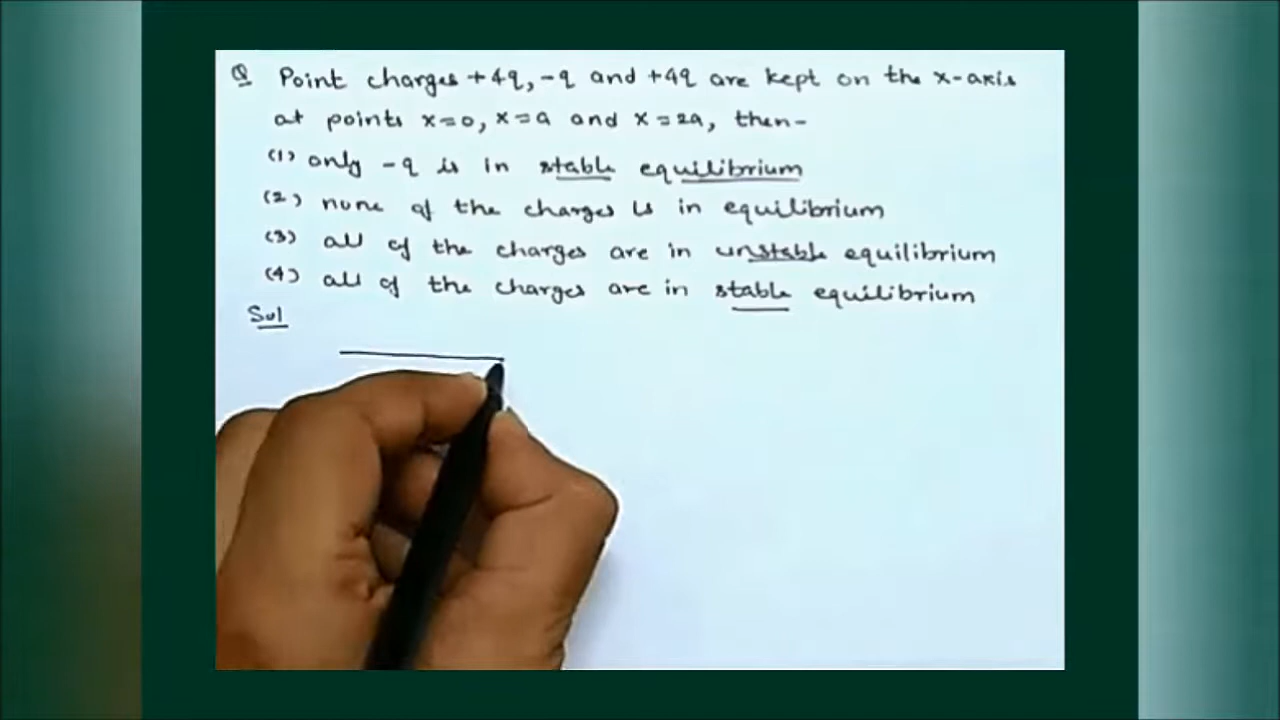 Q Point charges +4q, -q and +4q are kept on the x-axis
at points x=0, x=a and x=2a, then-
(1) only -q is in stable equilibrium
(2) none of the charges is in equilibrium
(3) all of the charges are in unstable equilibrium
(4) all of the charges are in stable equilibrium
Sol